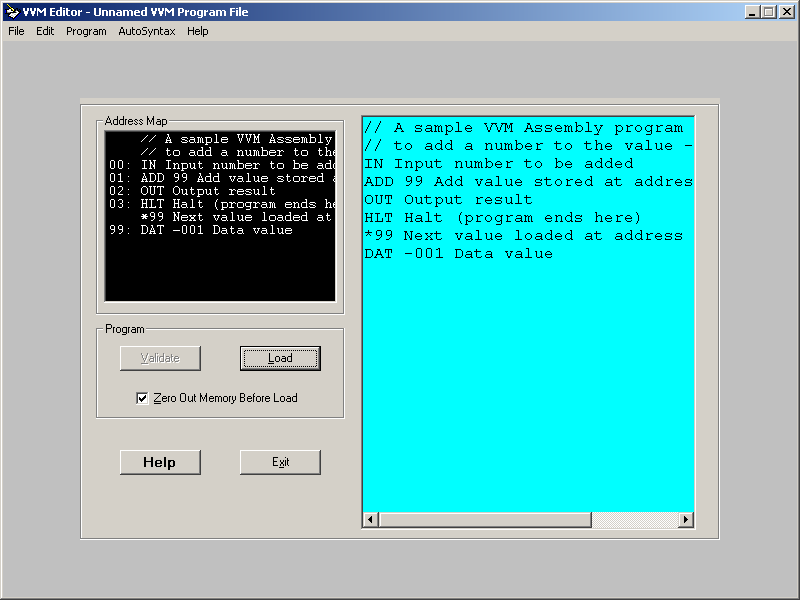 VVM Editor - Unnamed VVM Program File
File Edit Program AutoSyntax Help
Address Map
// A sample VVM Assembly
// to add a number to the
00: IN Input number to be add
01: ADD 99 Add value stored a
02: OUT Output result
03: HLT Halt (program ends he
*99 Next value loaded at
99: DAT -001 Data value
Program
Validate Load
Zero Out Memory Before Load
Help Exit
// A sample VVM Assembly program
// to add a number to the value -
IN Input number to be added
ADD 99 Add value stored at addres
OUT Output result
HLT Halt (program ends here)
*99 Next value loaded at address
DAT -001 Data value